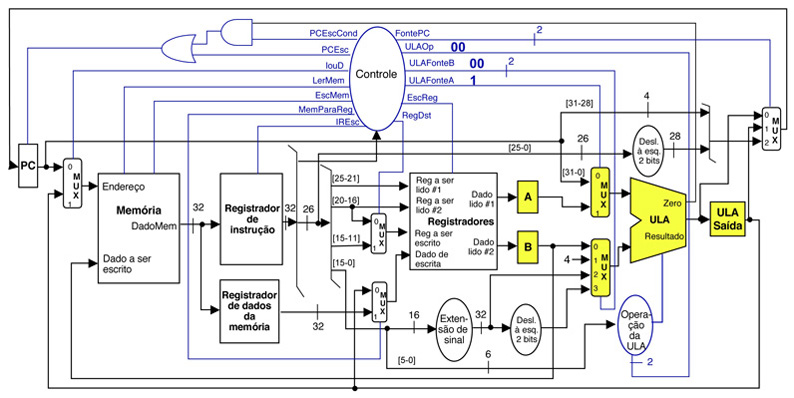 PCEscCond
FontePC
2
PCEsc
ULAOp 00
IouD
ULAFonteB 00
2
LerMem
Controle
ULAFonteA 1
EscMem
EscReg
MemParaReg
RegDst
IREsc
[31-28]
4
[25-0]
26
Desl.
à esq.
2 bits
28
0
1
2
M
U
X
PC
0
M
U
X
1
Endereço
Memória
DadoMem
Dado a ser
escrito
32
Registrador
de
instrução
32
26
[25-21]
[20-16]
[15-11]
[15-0]
0
M
U
X
1
Reg a ser
lido #1
Reg a ser
lido #2
Registradores
Reg a ser
escrito
Dado de
escrita
Dado
lido #1
Dado
lido #2
A
B
[31-0]
0
M
U
X
1
4
0
1
2
3
M
U
X
Zero
ULA
Resultado
ULA
Saída
Registrador
de dados
da
memória
32
0
M
U
X
1
16
Extensão
de
sinal
32
Desl.
à esq.
2 bits
Opera-
ção
da
ULA
[5-0]
6
2